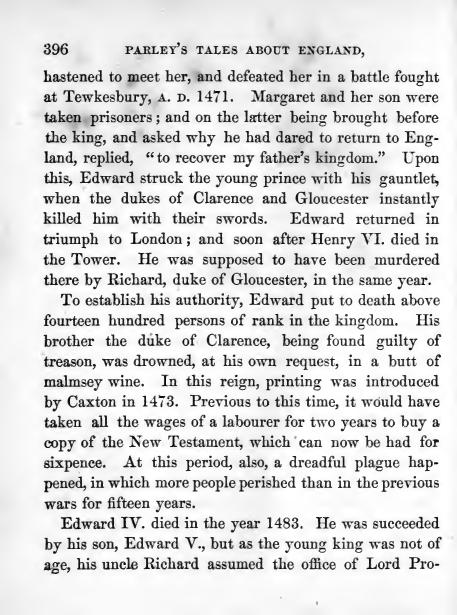 396 PARLEY'S TALES ABOUT ENGLAND,
hastened to meet her, and defeated her in a battle fought
at Tewkesbury, A. D. 1471. Margaret and her son were
taken prisoners; and on the latter being brought before
the king, and asked why he had dared to return to Eng-
land, replied, "to recover my father's kingdom." Upon
this, Edward struck the young prince with his gauntlet,
when the dukes of Clarence and Gloucester instantly
killed him with their swords. Edward returned in
triumph to London; and soon after Henry VI. died in
the Tower. He was supposed to have been murdered
there by Richard, duke of Gloucester, in the same year.
To establish his authority, Edward put to death above
fourteen hundred persons of rank in the kingdom. His
brother the duke of Clarence, being found guilty of
treason, was drowned, at his own request, in a butt of
malmsey wine. In this reign, printing was introduced
by Caxton in 1473. Previous to this time, it would have
taken all the wages of a labourer for two years to buy a
copy of the New Testament, which can now be had for
sixpence. At this period, also, a dreadful plague hap-
pened, in which more people perished than in the previous
wars for fifteen years.
Edward IV. died in the year 1483. He was succeeded
by his son, Edward V., but as the young king was not of
age, his uncle Richard assumed the office of Lord Pro-